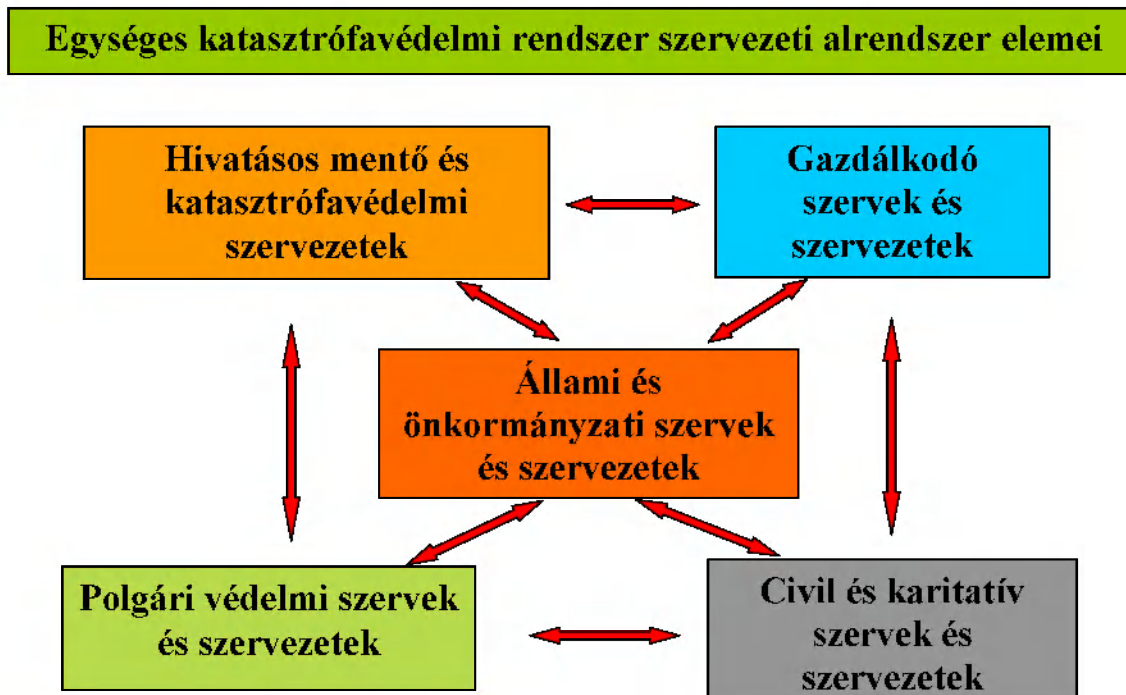 Egységes katasztrófavédelmi rendszer szervezeti alrendszer elemei
Hivatásos mentő és
katasztrófavédelmi
szervezetek
Gazdálkodó
szervek és
szervezetek
Állami és
önkormányzati szervek
és szervezetek
Polgári védelmi szervek
és szervezetek
Civil és karitatív
szervek és
szervezetek